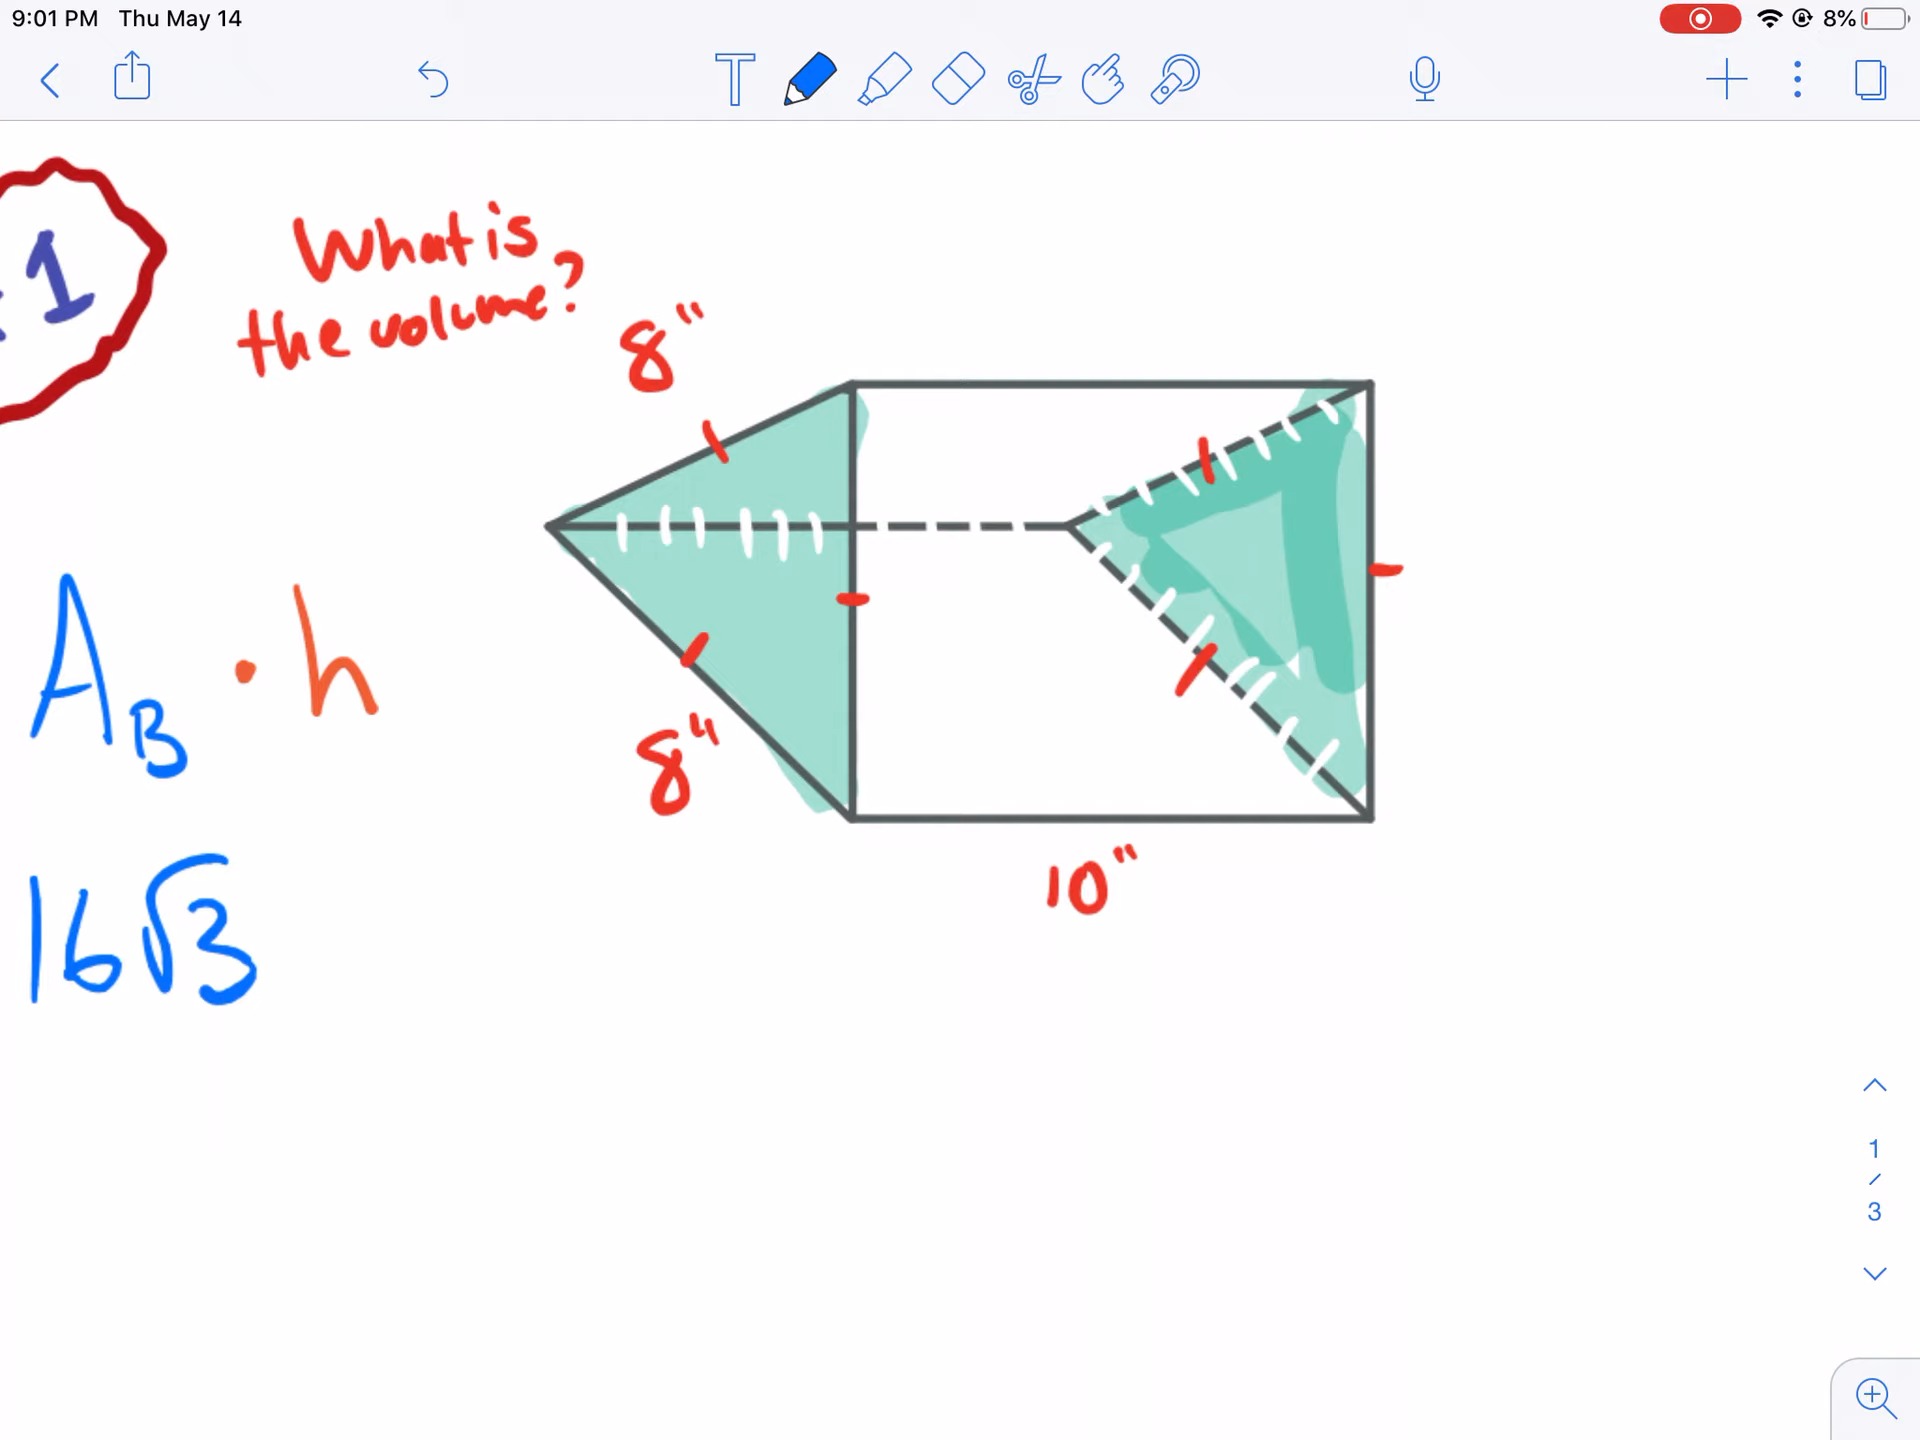 9:01 PM Thu May 14
8%
T
1
What is
the volume?
8"
A_B · h
8"
10"
16√3
1
/
3